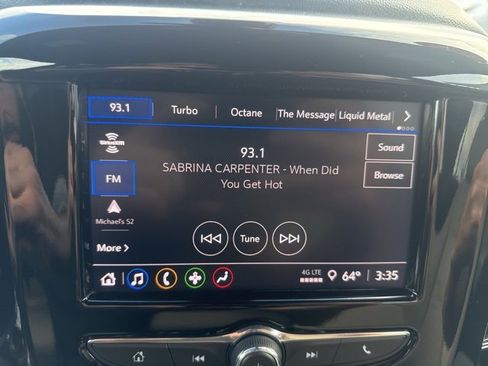 93.1 Turbo Octane The Message Liquid Metal
SiriusXM
93.1
Sound
SABRINA CARPENTER - When Did
You Get Hot
FM
Browse
Michael's S2
More
Tune
4G LTE 64° 3:35